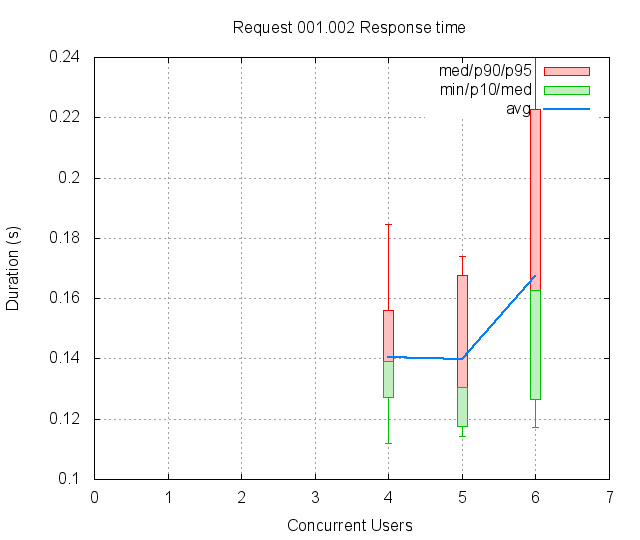 Request 001.002 Response time
0.24
0.22
0.2
0.18
0.16
0.14
0.12
0.1
Duration (s)
med/p90/p95
min/p10/med
avg
0 1 2 3 4 5 6 7
Concurrent Users